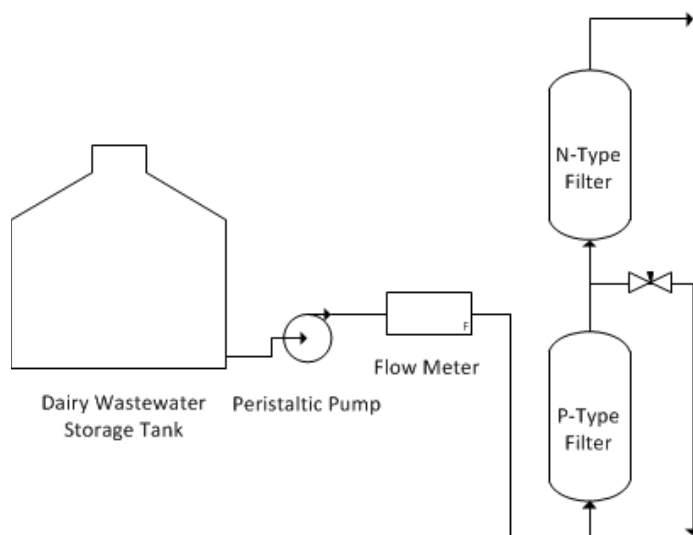 N-Type
Filter
F
Flow Meter
Dairy Wastewater
Storage Tank
Peristaltic Pump
P-Type
Filter